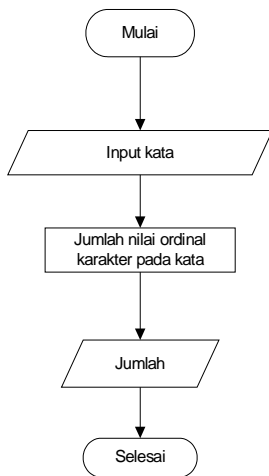 Mulai
Input kata
Jumlah nilai ordinal
karakter pada kata
Jumlah
Selesai